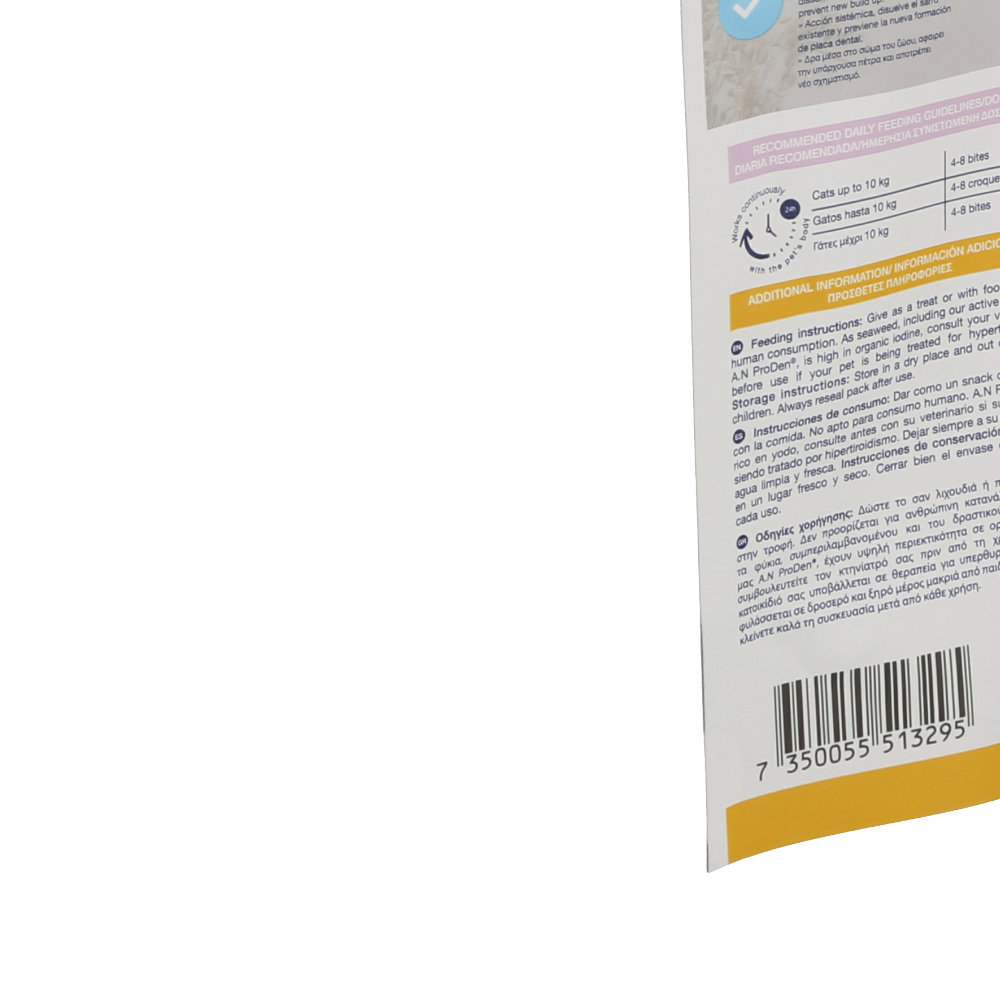 prevent new build up.
» Acción sistémica, disuelve el sarro
existente y previene la nueva formación
de placa dental.
» Δρα μέσα στο σώμα του ζώου, αφαιρεί
την υπάρχουσα πέτρα και αποτρέπει
νέο σχηματισμό.
RECOMMENDED DAILY FEEDING GUIDELINES/DO
DIARIA RECOMENDADA/ΗΜΕΡΗΣΙΑ ΣΥΝΙΣΤΩΜΕΝΗ ΔΟΣ
Works continuously
24h
with the pet's body
Cats up to 10 kg 4-8 bites
Gatos hasta 10 kg 4-8 croque
Γάτες μέχρι 10 kg 4-8 bites
ADDITIONAL INFORMATION/ INFORMACIÓN ADICIO
ΠΡΟΣΘΕΤΕΣ ΠΛΗΡΟΦΟΡΙΕΣ
EN Feeding instructions: Give as a treat or with foo
human consumption. As seaweed, including our active
A.N ProDen®, is high in organic iodine, consult your v
before use if your pet is being treated for hypert
Storage instructions: Store in a dry place and out
children. Always reseal pack after use.
ES Instrucciones de consumo: Dar como un snack
con la comida. No apto para consumo humano. A.N P
rico en yodo, consulte antes con su veterinario si su
siendo tratado por hipertiroidismo. Dejar siempre a su
agua limpia y fresca. Instrucciones de conservación
en un lugar fresco y seco. Cerrar bien el envase
cada uso.
GR Οδηγίες χορήγησης: Δώστε το σαν λιχουδιά ή π
στην τροφή. Δεν προορίζεται για ανθρώπινη κατανά
τα φύκια, συμπεριλαμβανομένου και του δραστικού
μας A.N ProDen®, έχουν υψηλή περιεκτικότητα σε ορ
συμβουλευτείτε τον κτηνίατρό σας πριν από τη χ
κατοικίδιό σας υποβάλλεται σε θεραπεία για υπερθυρ
φυλάσσεται σε δροσερό και ξηρό μέρος μακριά από παιδ
κλείνετε καλά τη συσκευασία μετά από κάθε χρήση.
7 350055 513295